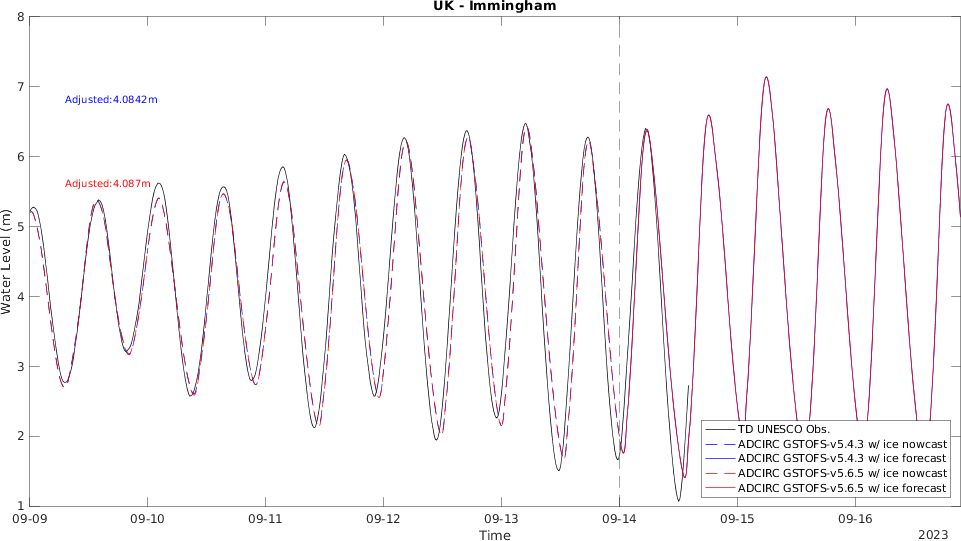 UK - Immingham
8
7
6
5
4
3
2
1
Water Level (m)
Adjusted:4.0842m
Adjusted:4.087m
TD UNESCO Obs.
ADCIRC GSTOFS-v5.4.3 w/ ice nowcast
ADCIRC GSTOFS-v5.4.3 w/ ice forecast
ADCIRC GSTOFS-v5.6.5 w/ ice nowcast
ADCIRC GSTOFS-v5.6.5 w/ ice forecast
09-09 09-10 09-11 09-12 09-13 09-14 09-15 09-16
Time
2023